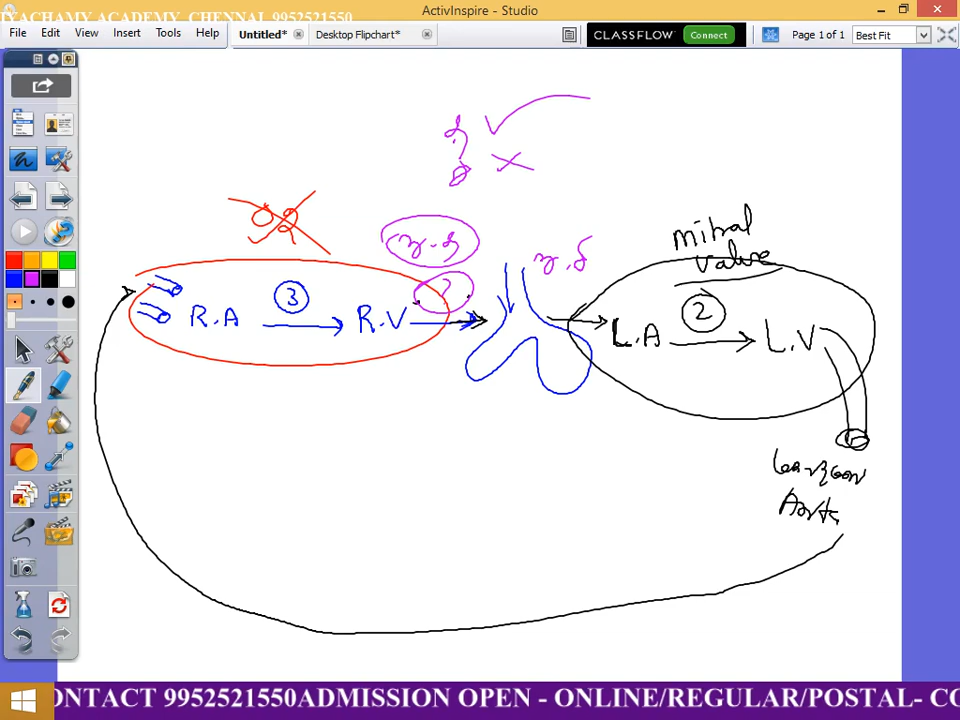 IYACHAMY ACADEMY, CHENNAI 9952521550
ActivInspire - Studio
File Edit View Insert Tools Help
Untitled* Desktop Flipchart*
CLASSFLOW Connect
Page 1 of 1 Best Fit
mitral
valve
3
2
R.A R.V
L.A L.V
Aorta
ONTACT 9952521550ADMISSION OPEN - ONLINE/REGULAR/POSTAL- CO